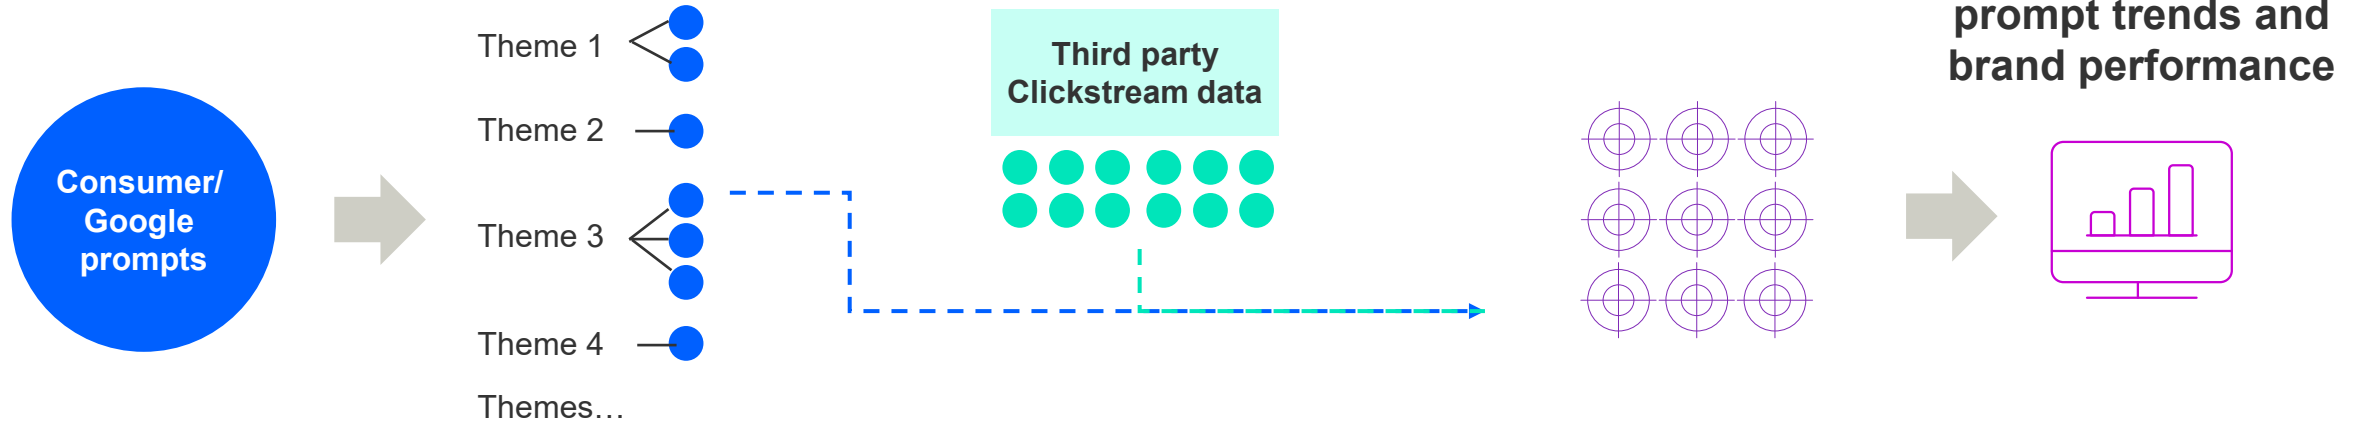 Consumer/
Google
prompts
Theme 1
Theme 2
Theme 3
Theme 4
Themes…
Third party
Clickstream data
prompt trends and
brand performance